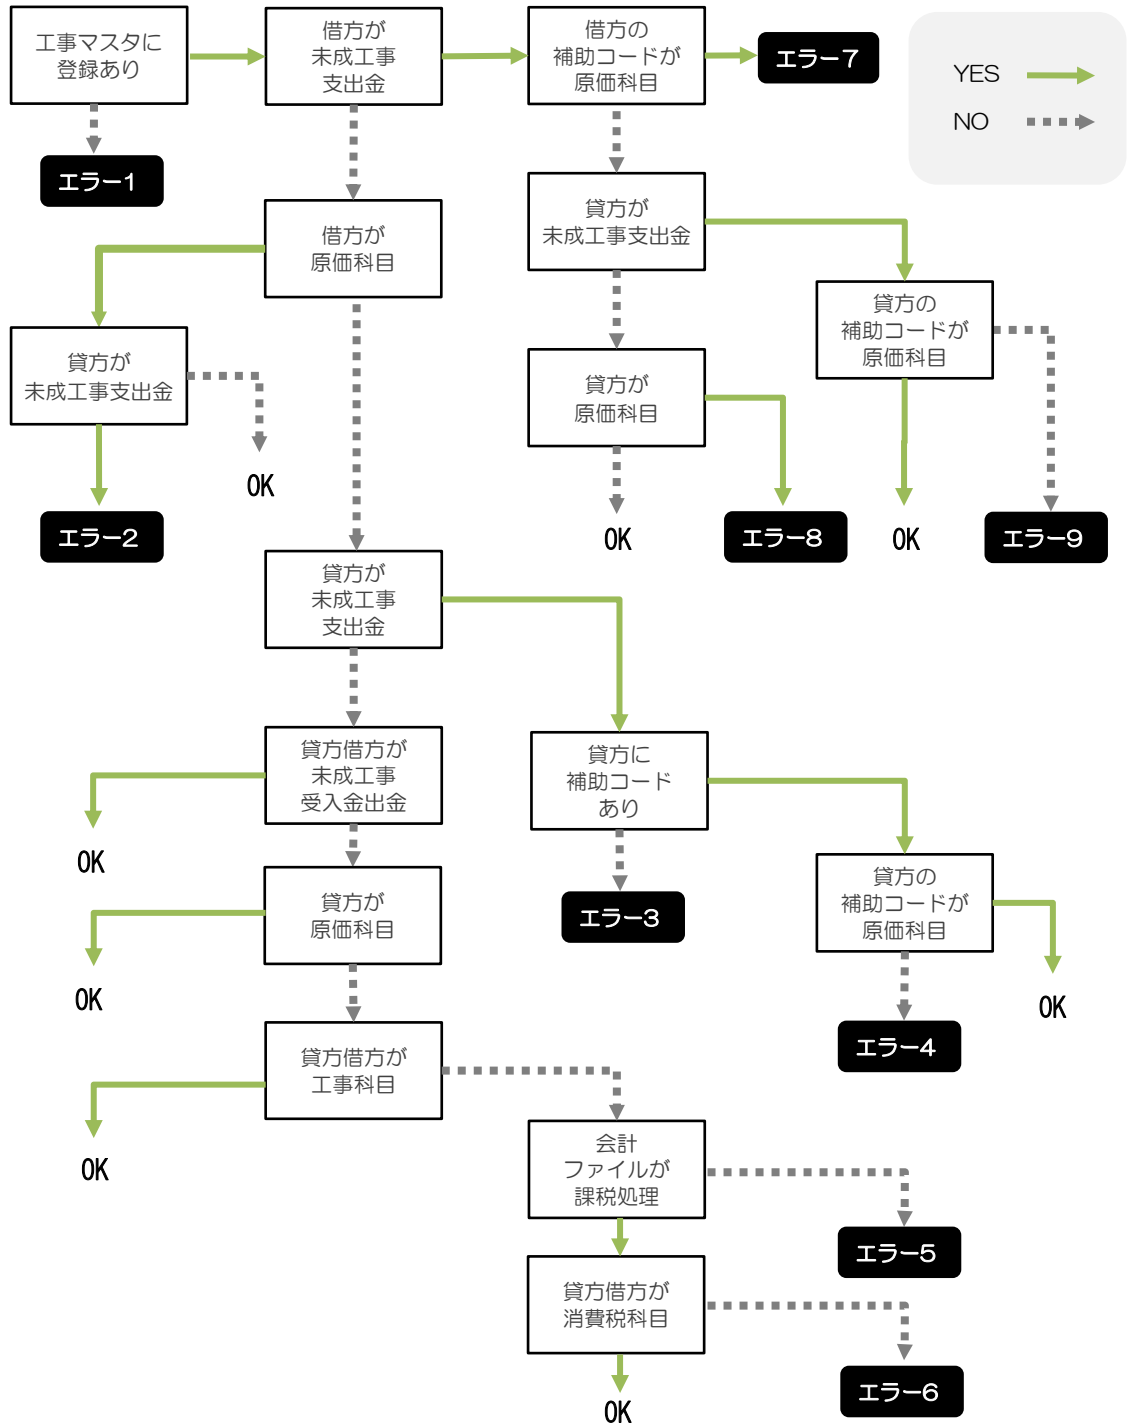 工事マスタに
登録あり
借方が
未成工事
支出金
借方の
補助コードが
原価科目
エラー7
YES
NO
エラー1
借方が
原価科目
貸方が
未成工事支出金
貸方の
補助コードが
原価科目
貸方が
未成工事支出金
貸方が
原価科目
OK
エラー2
OK
エラー8
OK
エラー9
貸方が
未成工事
支出金
貸方借方が
未成工事
受入金出金
貸方に
補助コード
あり
OK
貸方の
補助コードが
原価科目
貸方が
原価科目
エラー3
OK
OK
エラー4
貸方借方が
工事科目
OK
会計
ファイルが
課税処理
エラー5
貸方借方が
消費税科目
エラー6
OK